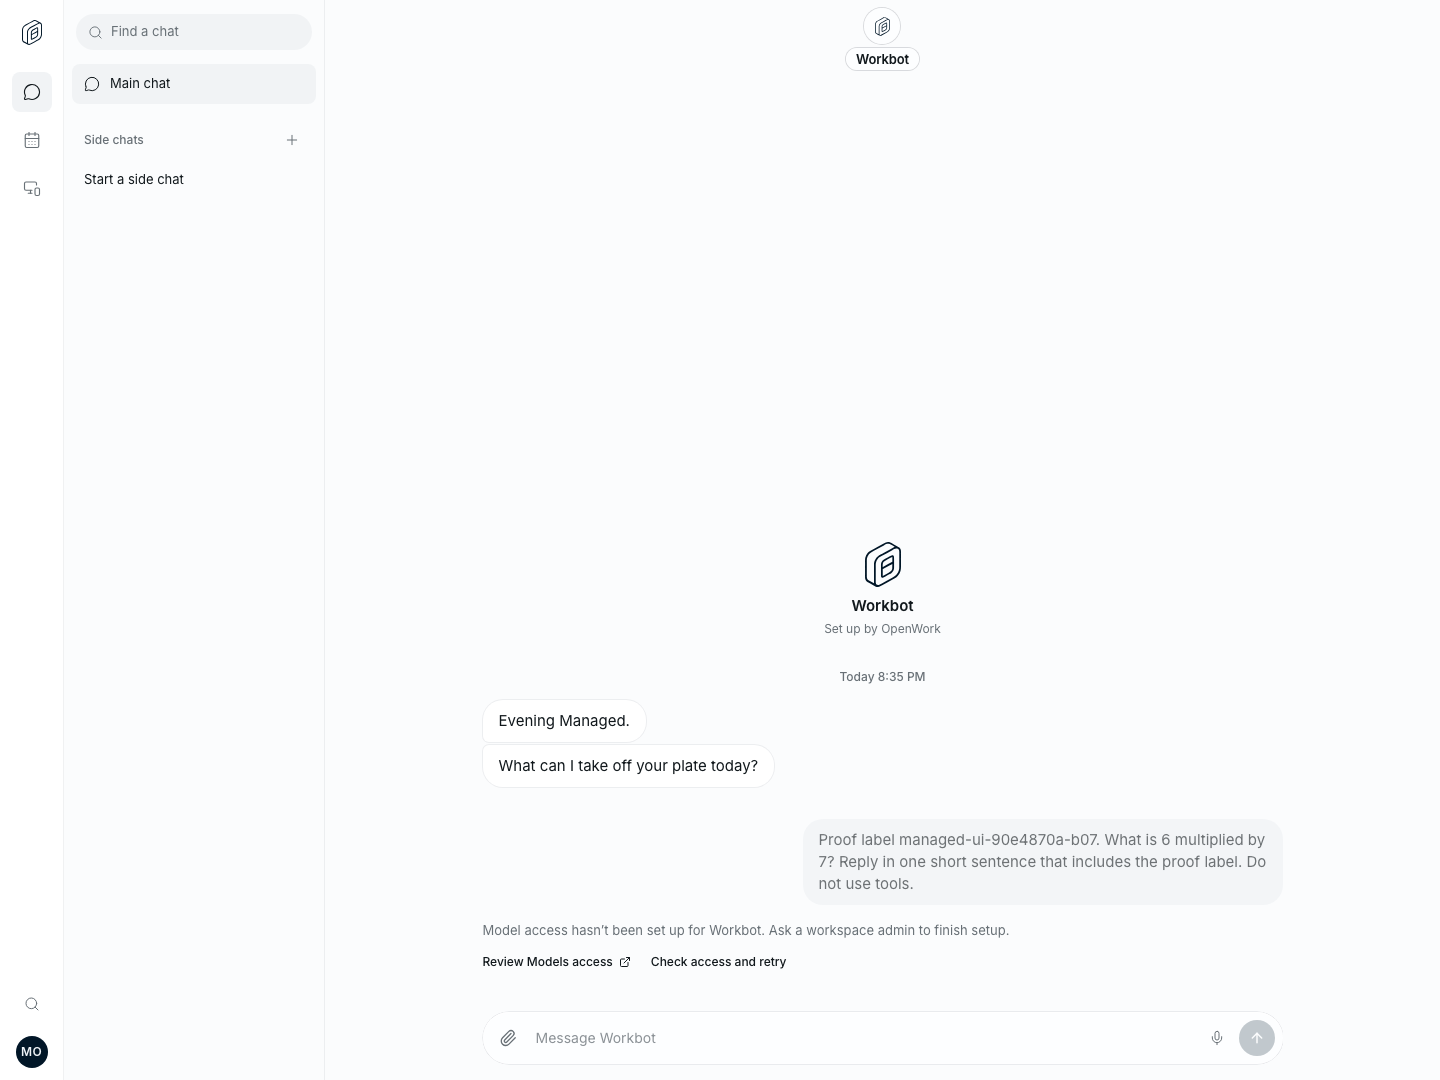 Find a chat
Main chat
Side chats
Start a side chat
MO
Workbot
Workbot
Set up by OpenWork
Today 8:35 PM
Evening Managed.
What can I take off your plate today?
Proof label managed-ui-90e4870a-b07. What is 6 multiplied by
7? Reply in one short sentence that includes the proof label. Do
not use tools.
Model access hasn’t been set up for Workbot. Ask a workspace admin to finish setup.
Review Models access
Check access and retry
Message Workbot